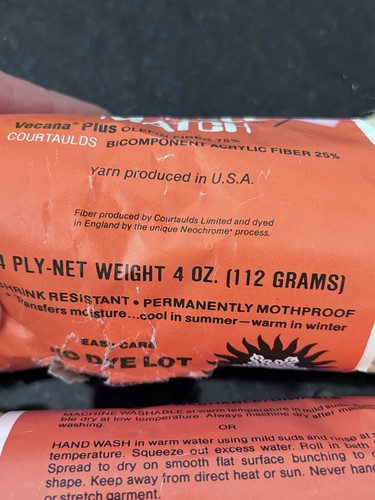 Vecana® Plus OLEFIN FIBER 75%
COURTAULDS BICOMPONENT ACRYLIC FIBER 25%
Yarn produced in U.S.A.
Fiber produced by Courtaulds Limited and dyed
in England by the unique Neochrome* process.
4 PLY-NET WEIGHT 4 OZ. (112 GRAMS)
SHRINK RESISTANT • PERMANENTLY MOTHPROOF
• Transfers moisture...cool in summer—warm in winter
EASY CARE
NO DYE LOT
MACHINE WASHABLE at warm temperature in mild suds
ble dry at low temperature. Always machine dry after machine
washing.
OR
HAND WASH in warm water using mild suds and rinse at
temperature. Squeeze out excess water. Roll in bath
Spread to dry on smooth flat surface bunching to
shape. Keep away from direct heat or sun. Never hang
or stretch garment.